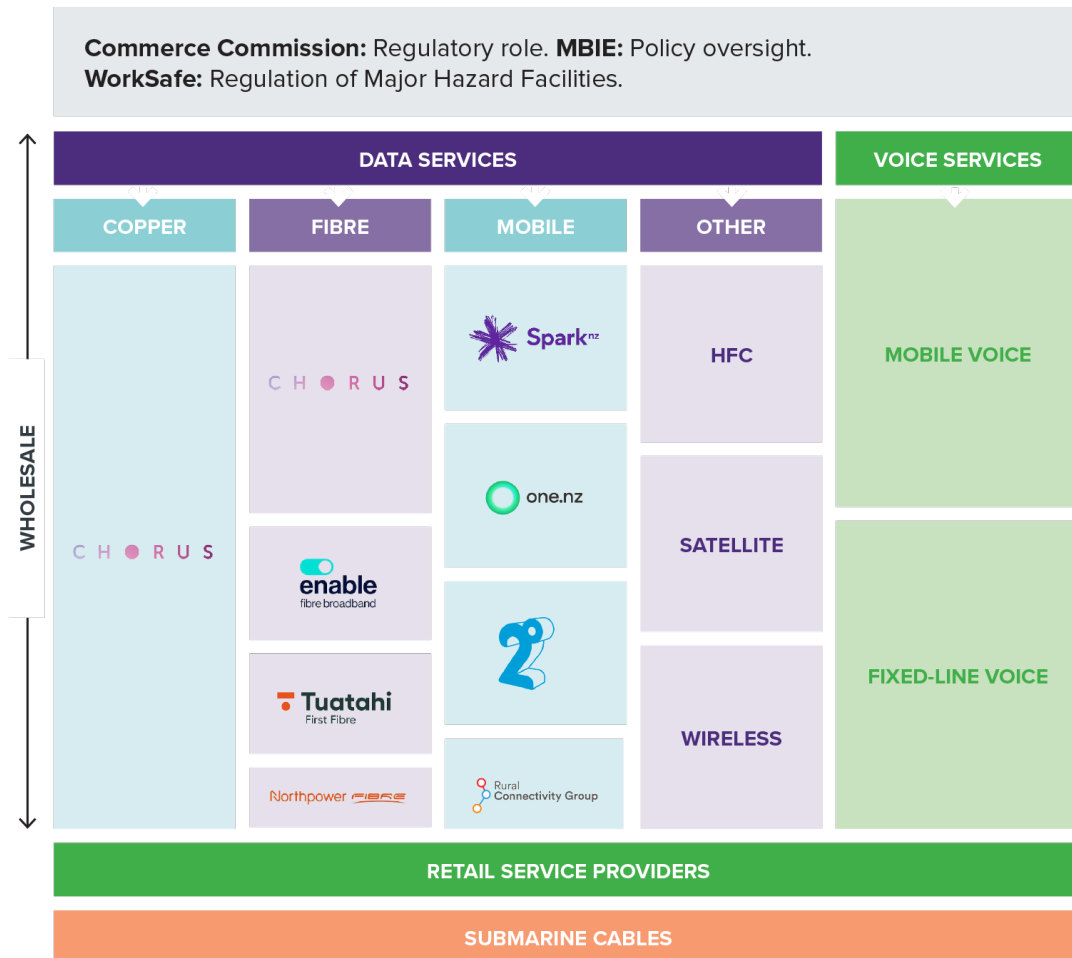 Commerce Commission: Regulatory role. MBIE: Policy oversight.
WorkSafe: Regulation of Major Hazard Facilities.
WHOLESALE
DATA SERVICES
VOICE SERVICES
COPPER
FIBRE
MOBILE
OTHER
CHORUS
CHORUS
enable
fibre broadband
Tuatahi
First Fibre
Northpower FIBRE
Spark nz
one.nz
2°
Rural
Connectivity Group
HFC
SATELLITE
WIRELESS
MOBILE VOICE
FIXED-LINE VOICE
RETAIL SERVICE PROVIDERS
SUBMARINE CABLES